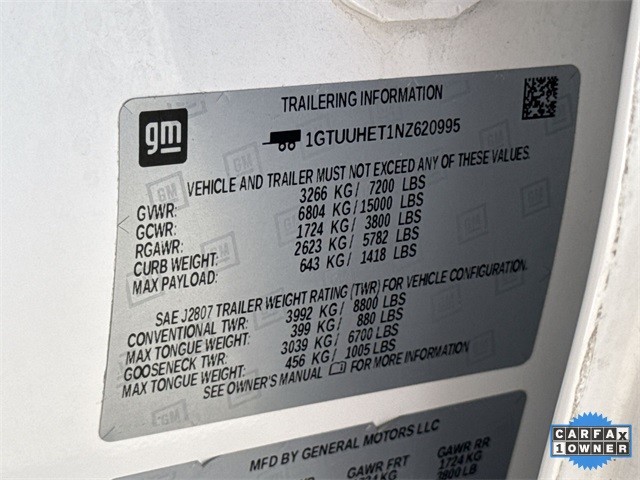 TRAILERING INFORMATION
gm
1GTUUHET1NZ620995
VEHICLE AND TRAILER MUST NOT EXCEED ANY OF THESE VALUES.
GVWR: 3266 KG/ 7200 LBS
GCWR: 6804 KG/ 15000 LBS
RGAWR: 1724 KG/ 3800 LBS
CURB WEIGHT: 2623 KG/ 5782 LBS
MAX PAYLOAD: 643 KG/ 1418 LBS
SAE J2807 TRAILER WEIGHT RATING (TWR) FOR VEHICLE CONFIGURATION.
CONVENTIONAL TWR: 3992 KG/ 8800 LBS
MAX TONGUE WEIGHT: 399 KG/ 880 LBS
GOOSENECK TWR: 3039 KG/ 6700 LBS
MAX TONGUE WEIGHT: 456 KG/ 1005 LBS
SEE OWNER'S MANUAL FOR MORE INFORMATION
MFD BY GENERAL MOTORS LLC
GVWR GAWR FRT GAWR RR
1724 KG 1724 KG
3800 LB
CARFAX
1 OWNER